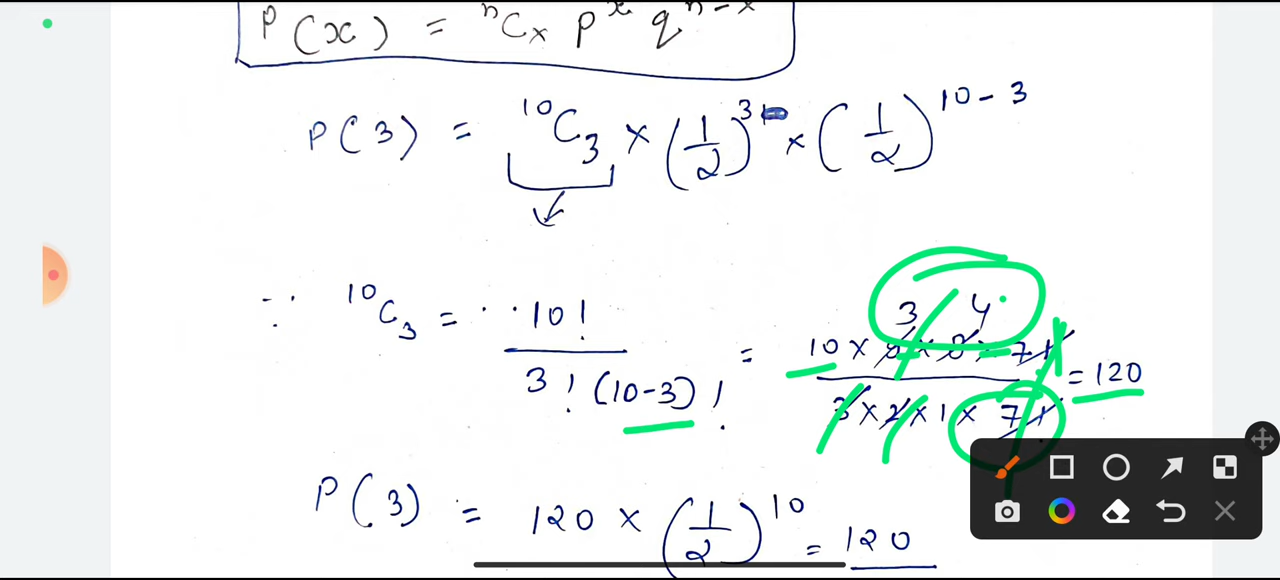 P(x) = ⁿCₓ pˣ qⁿ⁻ˣ
P(3) = ¹⁰C₃ × (1/2)³ × (1/2)¹⁰⁻³
∵ ¹⁰C₃ = 10! / 3! (10-3)! = 10 × 9 × 8 × 7! / 3 × 2 × 1 × 7! = 120
3 4
P(3) = 120 × (1/2)¹⁰ = 120